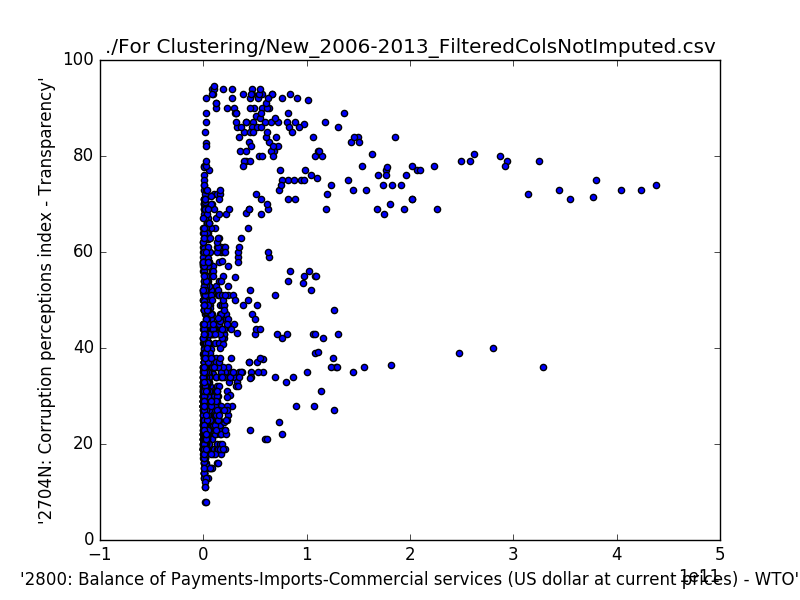 ./For Clustering/New_2006-2013_FilteredColsNotImputed.csv
100
80
60
40
20
0
'2704N: Corruption perceptions index - Transparency'
−1 0 1 2 3 4 5
1e11
'2800: Balance of Payments-Imports-Commercial services (US dollar at current prices) - WTO'